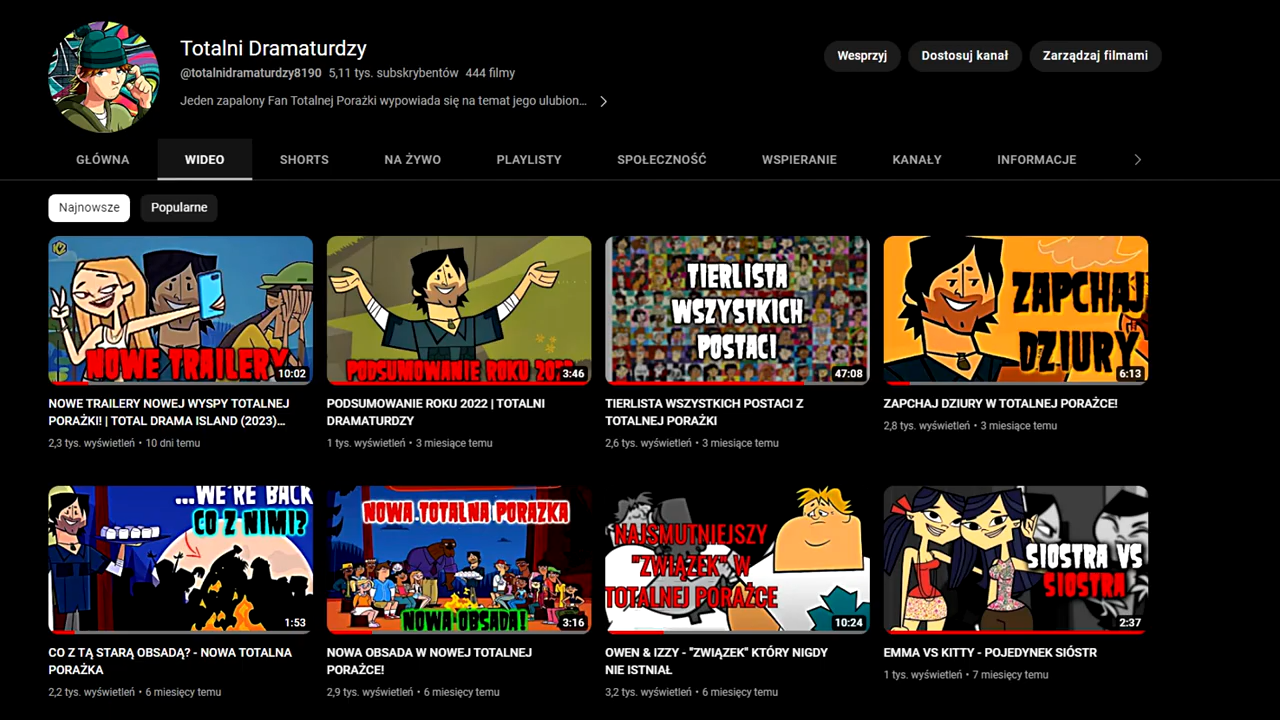 Totalni Dramaturdzy
@totalnidramaturdzy8190 5,11 tys. subskrybentów 444 filmy
Jeden zapalony Fan Totalnej Porażki wypowiada się na temat jego ulubion…
Wesprzyj
Dostosuj kanał
Zarządzaj filmami
GŁÓWNA
WIDEO
SHORTS
NA ŻYWO
PLAYLISTY
SPOŁECZNOŚĆ
WSPIERANIE
KANAŁY
INFORMACJE
Najnowsze
Popularne
NOWE TRAILERY
10:02
PODSUMOWANIE ROKU 2022
3:46
TIERLISTA
WSZYSTKICH
POSTACI
47:08
ZAPCHAJ
DZIURY
6:13
NOWE TRAILERY NOWEJ WYSPY TOTALNEJ
PORAŻKI! | TOTAL DRAMA ISLAND (2023)…
2,3 tys. wyświetleń • 10 dni temu
PODSUMOWANIE ROKU 2022 | TOTALNI
DRAMATURDZY
1 tys. wyświetleń • 3 miesiące temu
TIERLISTA WSZYSTKICH POSTACI Z
TOTALNEJ PORAŻKI
2,6 tys. wyświetleń • 3 miesiące temu
ZAPCHAJ DZIURY W TOTALNEJ PORAŻCE!
2,8 tys. wyświetleń • 3 miesiące temu
...WE'RE BACK
CO Z NIMI?
1:53
NOWA TOTALNA PORAŻKA
NOWA OBSADA!
3:16
NAJSMUTNIEJSZY
"ZWIĄZEK" W
TOTALNEJ PORAŻCE
10:24
SIOSTRA VS
SIOSTRA
2:37
CO Z TĄ STARĄ OBSADĄ? - NOWA TOTALNA
PORAŻKA
2,2 tys. wyświetleń • 6 miesięcy temu
NOWA OBSADA W NOWEJ TOTALNEJ
PORAŻCE!
2,9 tys. wyświetleń • 6 miesięcy temu
OWEN & IZZY - "ZWIĄZEK" KTÓRY NIGDY
NIE ISTNIAŁ
3,2 tys. wyświetleń • 6 miesięcy temu
EMMA VS KITTY - POJEDYNEK SIÓSTR
1 tys. wyświetleń • 7 miesięcy temu